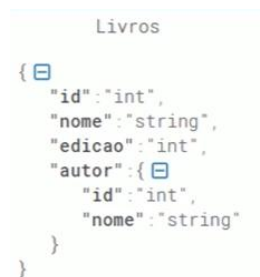 Livros
{
"id":"int",
"nome":"string",
"edicao":"int",
"autor":{
"id":"int",
"nome":"string"
}
}